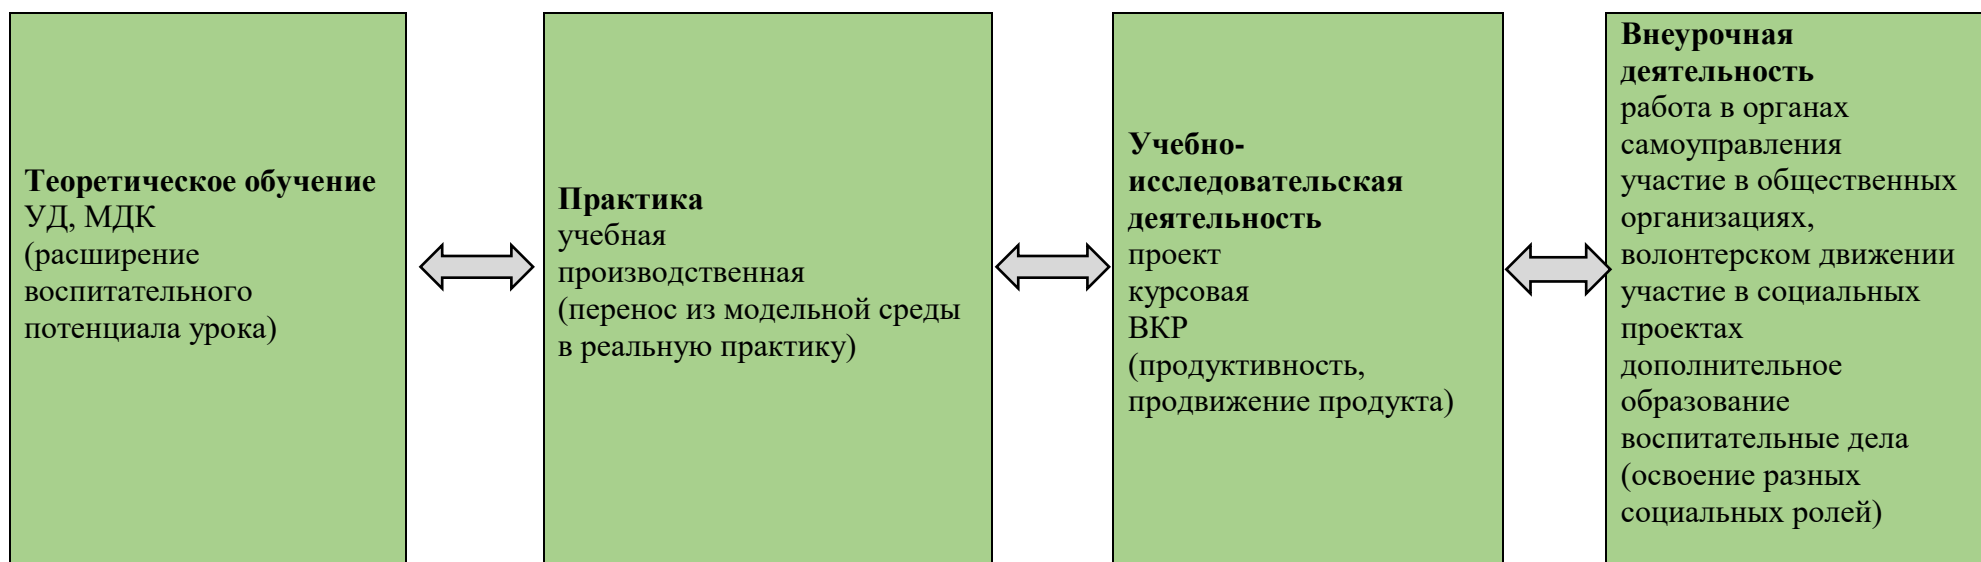 Теоретическое обучение
УД, МДК
(расширение
воспитательного
потенциала урока)
Практика
учебная
производственная
(перенос из модельной среды
в реальную практику)
Учебно-
исследовательская
деятельность
проект
курсовая
ВКР
(продуктивность,
продвижение продукта)
Внеурочная
деятельность
работа в органах
самоуправления
участие в общественных
организациях,
волонтерском движении
участие в социальных
проектах
дополнительное
образование
воспитательные дела
(освоение разных
социальных ролей)